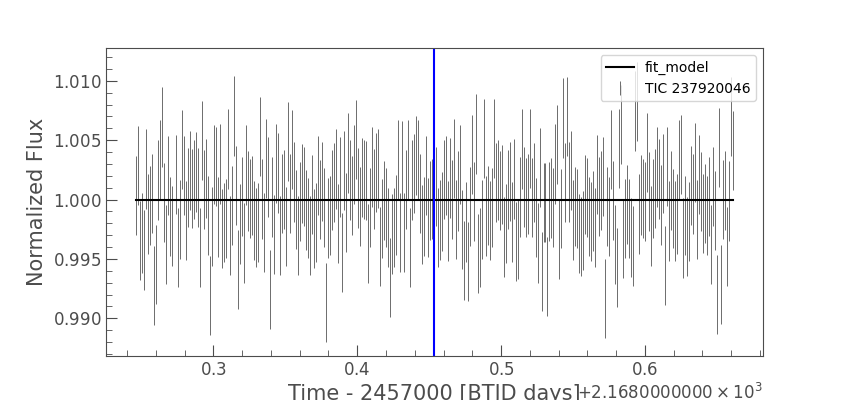 fit_model
TIC 237920046
1.010
1.005
1.000
0.995
0.990
Normalized Flux
0.3 0.4 0.5 0.6
Time - 2457000 [BTJD days]
+2.1680000000 × 10³